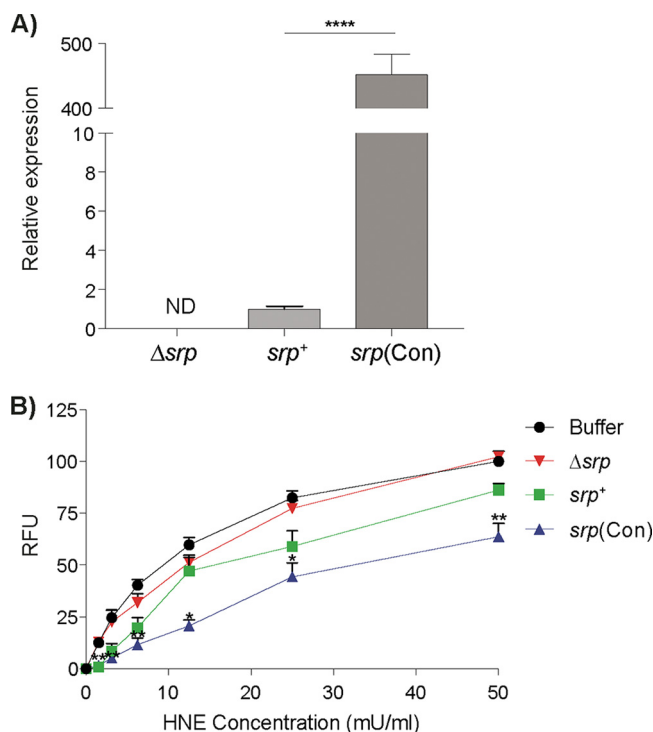 A)
****
500
400
10
8
6
4
2
0
Relative expression
ND
Δsrp
srp⁺
srp(Con)
B)
125
100
75
50
25
0
RFU
**
**
**
*
*
**
0 10 20 30 40 50
HNE Concentration (mU/ml)
Buffer
Δsrp
srp⁺
srp(Con)